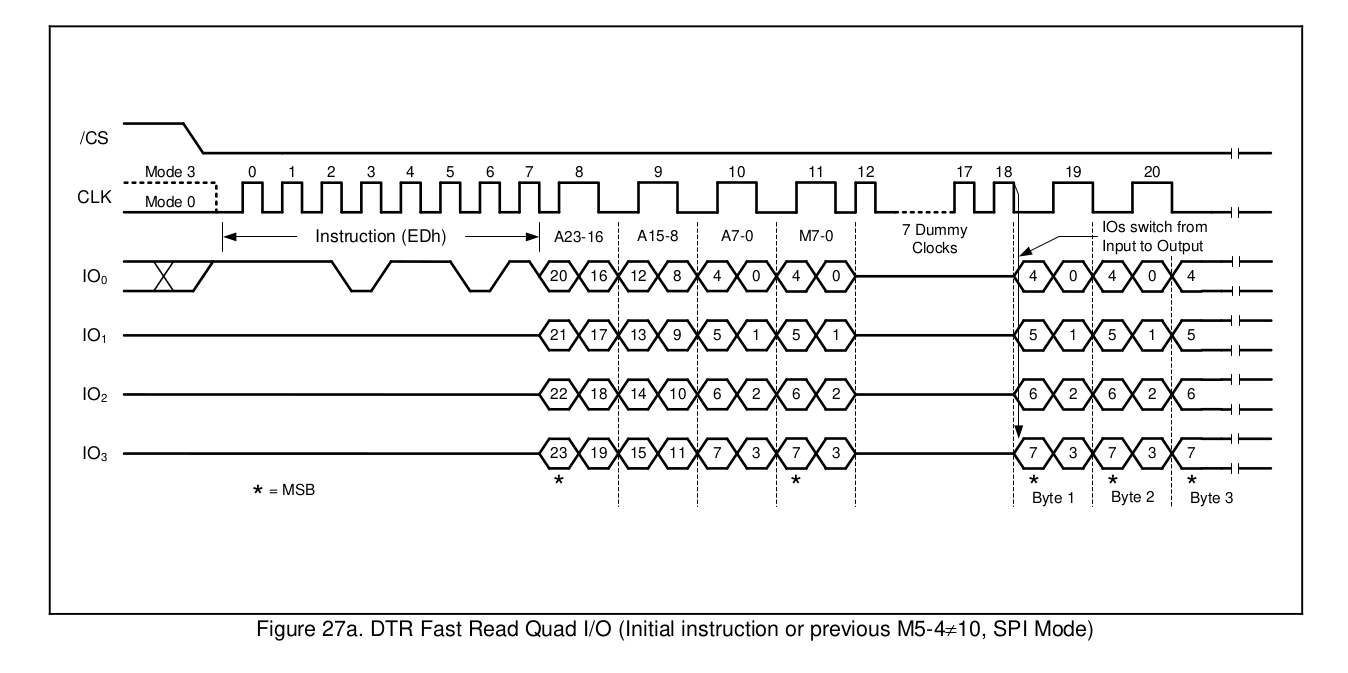 /CS
Mode 3 0 1 2 3 4 5 6 7 8 9 10 11 12 17 18 19 20
CLK
Mode 0
Instruction (EDh) A23-16 A15-8 A7-0 M7-0 7 Dummy Clocks IOs switch from Input to Output
IO0 20 16 12 8 4 0 4 0 4 0 4 0 4
IO1 21 17 13 9 5 1 5 1 5 1 5 1 5
IO2 22 18 14 10 6 2 6 2 6 2 6 2 6
IO3 23 19 15 11 7 3 7 3 7 3 7 3 7
* * * * *
* = MSB Byte 1 Byte 2 Byte 3
Figure 27a. DTR Fast Read Quad I/O (Initial instruction or previous M5-4≠10, SPI Mode)